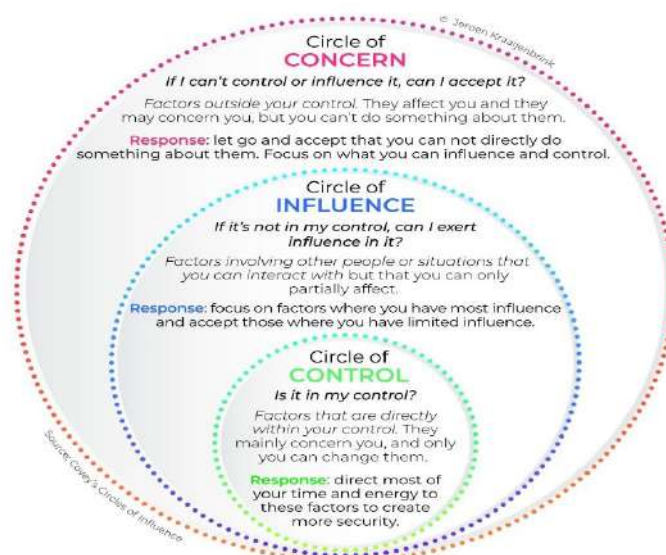 © Jeroen Kraaijenbrink
Circle of
CONCERN
If I can't control or influence it, can I accept it?
Factors outside your control. They affect you and they
may concern you, but you can't do something about them.
Response: let go and accept that you can not directly do
something about them. Focus on what you can influence and control.
Circle of
INFLUENCE
If it's not in my control, can I exert
influence in it?
Factors involving other people or situations that
you can interact with but that you can only
partially affect.
Response: focus on factors where you have most influence
and accept those where you have limited influence.
Circle of
CONTROL
Is it in my control?
Factors that are directly
within your control. They
mainly concern you, and only
you can change them.
Response: direct most of
your time and energy to
these factors to create
more security.
Source: Covey's Circles of Influence